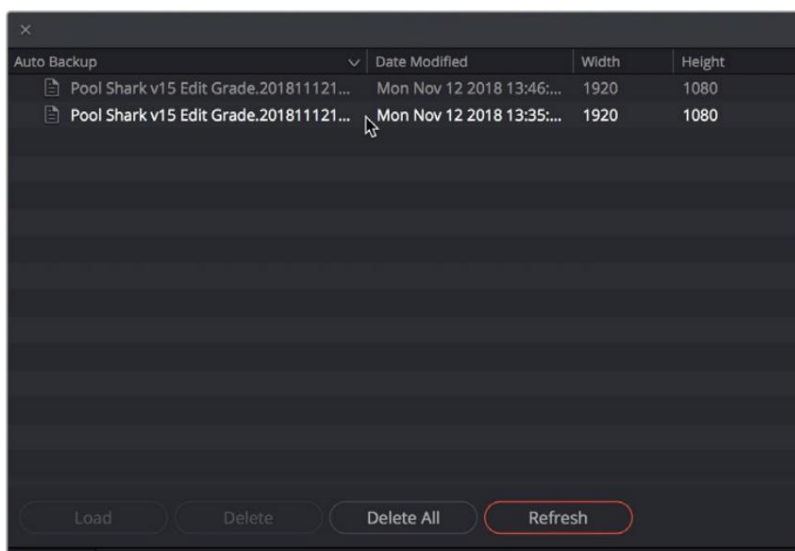 Auto Backup Date Modified Width Height
Pool Shark v15 Edit Grade.201811121... Mon Nov 12 2018 13:46:... 1920 1080
Pool Shark v15 Edit Grade.201811121... Mon Nov 12 2018 13:35:... 1920 1080
Load Delete Delete All Refresh